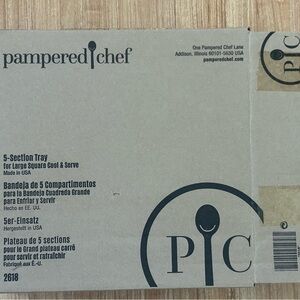 pampered chef
One Pampered Chef Lane
Addison, Illinois 60101-5630 USA
pamperedchef.com
PC
5-Section Tray
for Large Square Cool & Serve
Made in USA
Bandeja de 5 Compartimentos
para la Bandeja Cuadrada Grande
para Enfriar y Servir
Hecho en EE. UU.
5er-Einsatz
Hergestellt in USA
Plateau de 5 sections
pour le Grand plateau carré
pour servir et rafraîchir
Fabriqué aux É.-U.
2618
PC